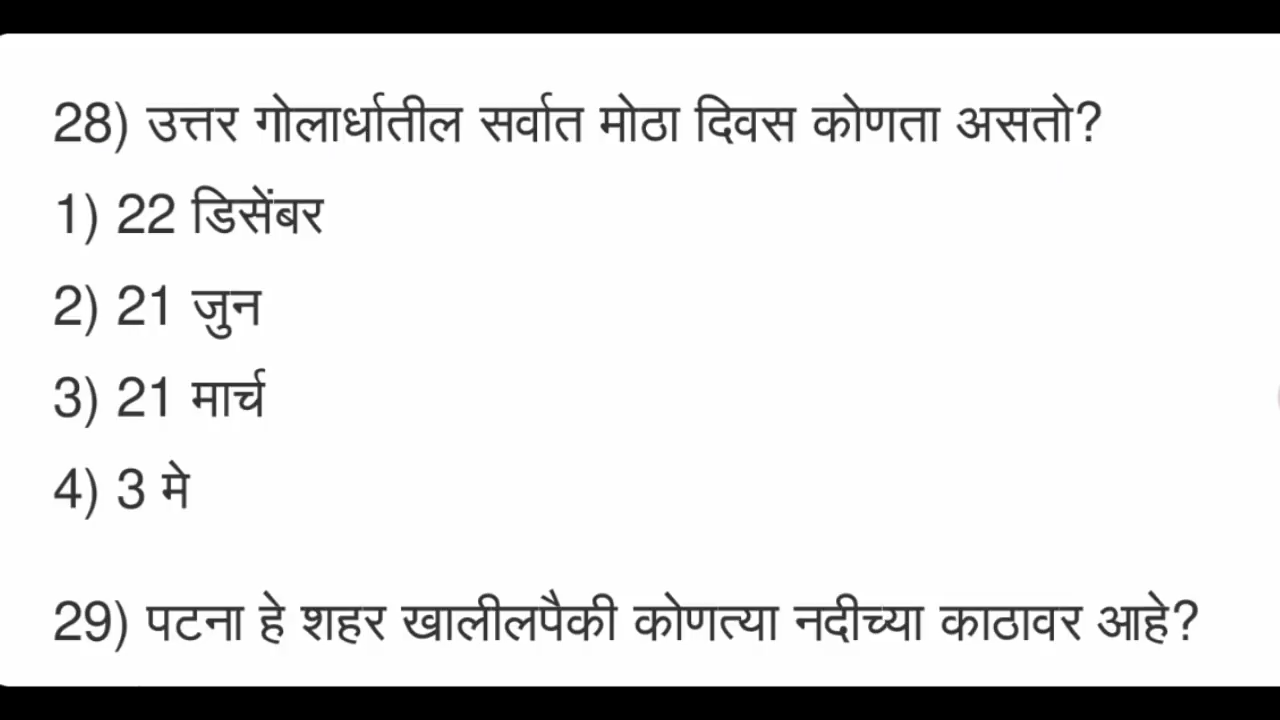 28) उत्तर गोलार्धातील सर्वात मोठा दिवस कोणता असतो?
1) 22 डिसेंबर
2) 21 जुन
3) 21 मार्च
4) 3 मे
29) पटना हे शहर खालीलपैकी कोणत्या नदीच्या काठावर आहे?